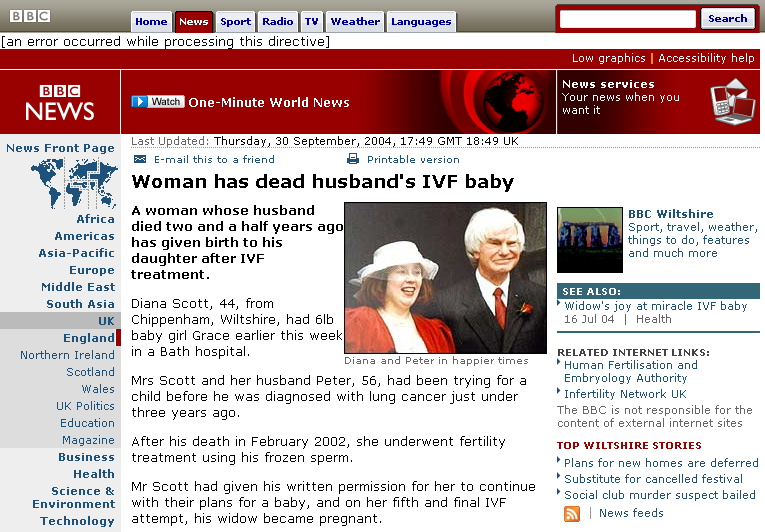 BBC
Home News Sport Radio TV Weather Languages
Search
[an error occurred while processing this directive]
Low graphics | Accessibility help
BBC
NEWS
Watch One-Minute World News
News services
Your news when you
want it
News Front Page
Africa
Americas
Asia-Pacific
Europe
Middle East
South Asia
UK
England
Northern Ireland
Scotland
Wales
UK Politics
Education
Magazine
Business
Health
Science &
Environment
Technology
Last Updated: Thursday, 30 September, 2004, 17:49 GMT 18:49 UK
E-mail this to a friend
Printable version
Woman has dead husband's IVF baby
A woman whose husband
died two and a half years ago
has given birth to his
daughter after IVF
treatment.
Diana and Peter in happier times
Diana Scott, 44, from
Chippenham, Wiltshire, had 6lb
baby girl Grace earlier this week
in a Bath hospital.
Mrs Scott and her husband Peter, 56, had been trying for a
child before he was diagnosed with lung cancer just under
three years ago.
After his death in February 2002, she underwent fertility
treatment using his frozen sperm.
Mr Scott had given his written permission for her to continue
with their plans for a baby, and on her fifth and final IVF
attempt, his widow became pregnant.
BBC Wiltshire
Sport, travel, weather,
things to do, features
and much more
SEE ALSO:
Widow's joy at miracle IVF baby
16 Jul 04 | Health
RELATED INTERNET LINKS:
Human Fertilisation and
Embryology Authority
Infertility Network UK
The BBC is not responsible for the
content of external internet sites
TOP WILTSHIRE STORIES
Plans for new homes are deferred
Substitute for cancelled festival
Social club murder suspect bailed
| News feeds